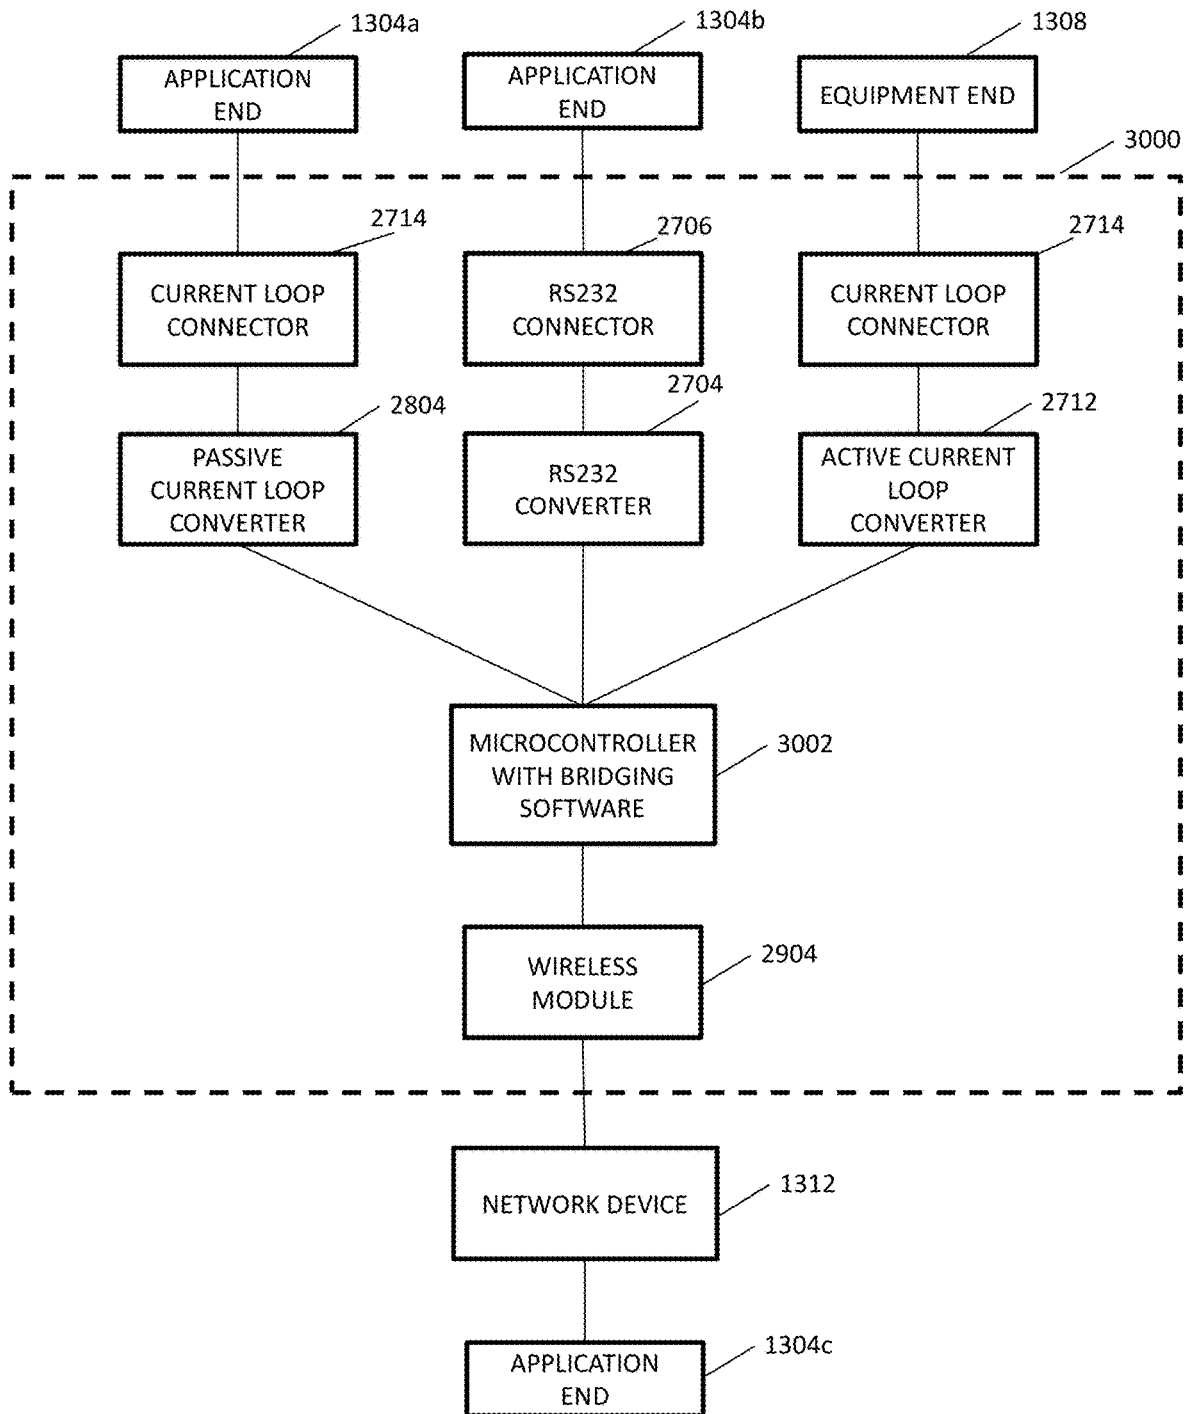 1304a
1304b
1308
APPLICATION
END
APPLICATION
END
EQUIPMENT END
3000
2714
2706
2714
CURRENT LOOP
CONNECTOR
RS232
CONNECTOR
CURRENT LOOP
CONNECTOR
2804
2704
2712
PASSIVE
CURRENT LOOP
CONVERTER
RS232
CONVERTER
ACTIVE CURRENT
LOOP
CONVERTER
MICROCONTROLLER
WITH BRIDGING
SOFTWARE
3002
WIRELESS
MODULE
2904
NETWORK DEVICE
1312
APPLICATION
END
1304c